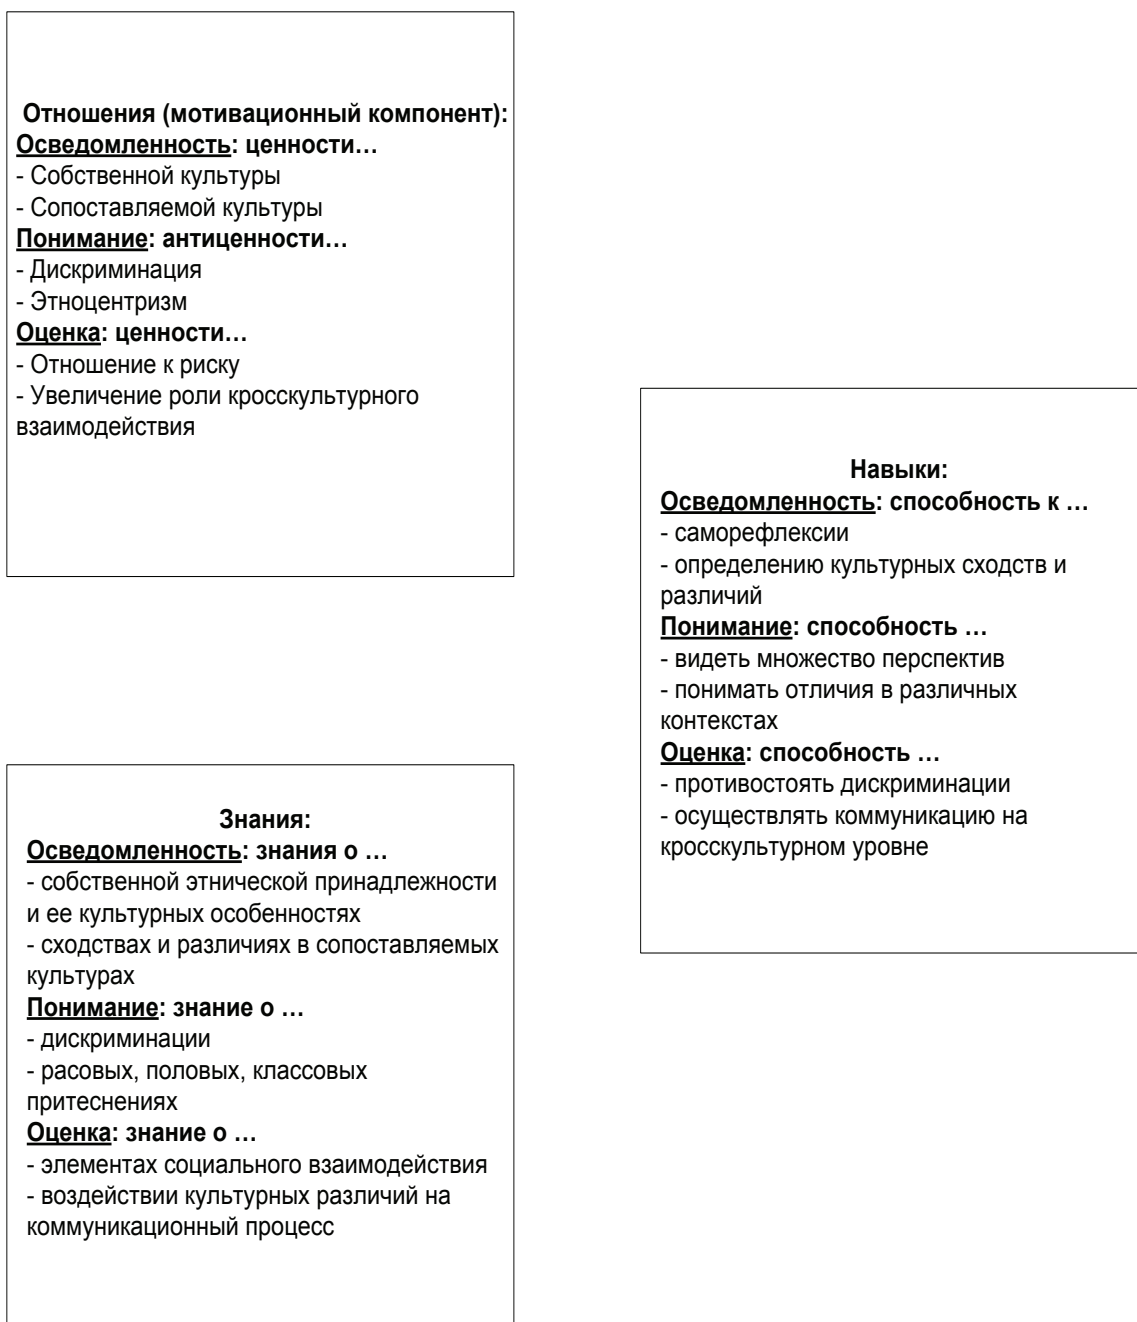 Отношения (мотивационный компонент):
Осведомленность: ценности…
- Собственной культуры
- Сопоставляемой культуры
Понимание: антиценности…
- Дискриминация
- Этноцентризм
Оценка: ценности…
- Отношение к риску
- Увеличение роли кросскультурного
взаимодействия
Навыки:
Осведомленность: способность к …
- саморефлексии
- определению культурных сходств и
различий
Понимание: способность …
- видеть множество перспектив
- понимать отличия в различных
контекстах
Оценка: способность …
- противостоять дискриминации
- осуществлять коммуникацию на
кросскультурном уровне
Знания:
Осведомленность: знания о …
- собственной этнической принадлежности
и ее культурных особенностях
- сходствах и различиях в сопоставляемых
культурах
Понимание: знание о …
- дискриминации
- расовых, половых, классовых
притеснениях
Оценка: знание о …
- элементах социального взаимодействия
- воздействии культурных различий на
коммуникационный процесс